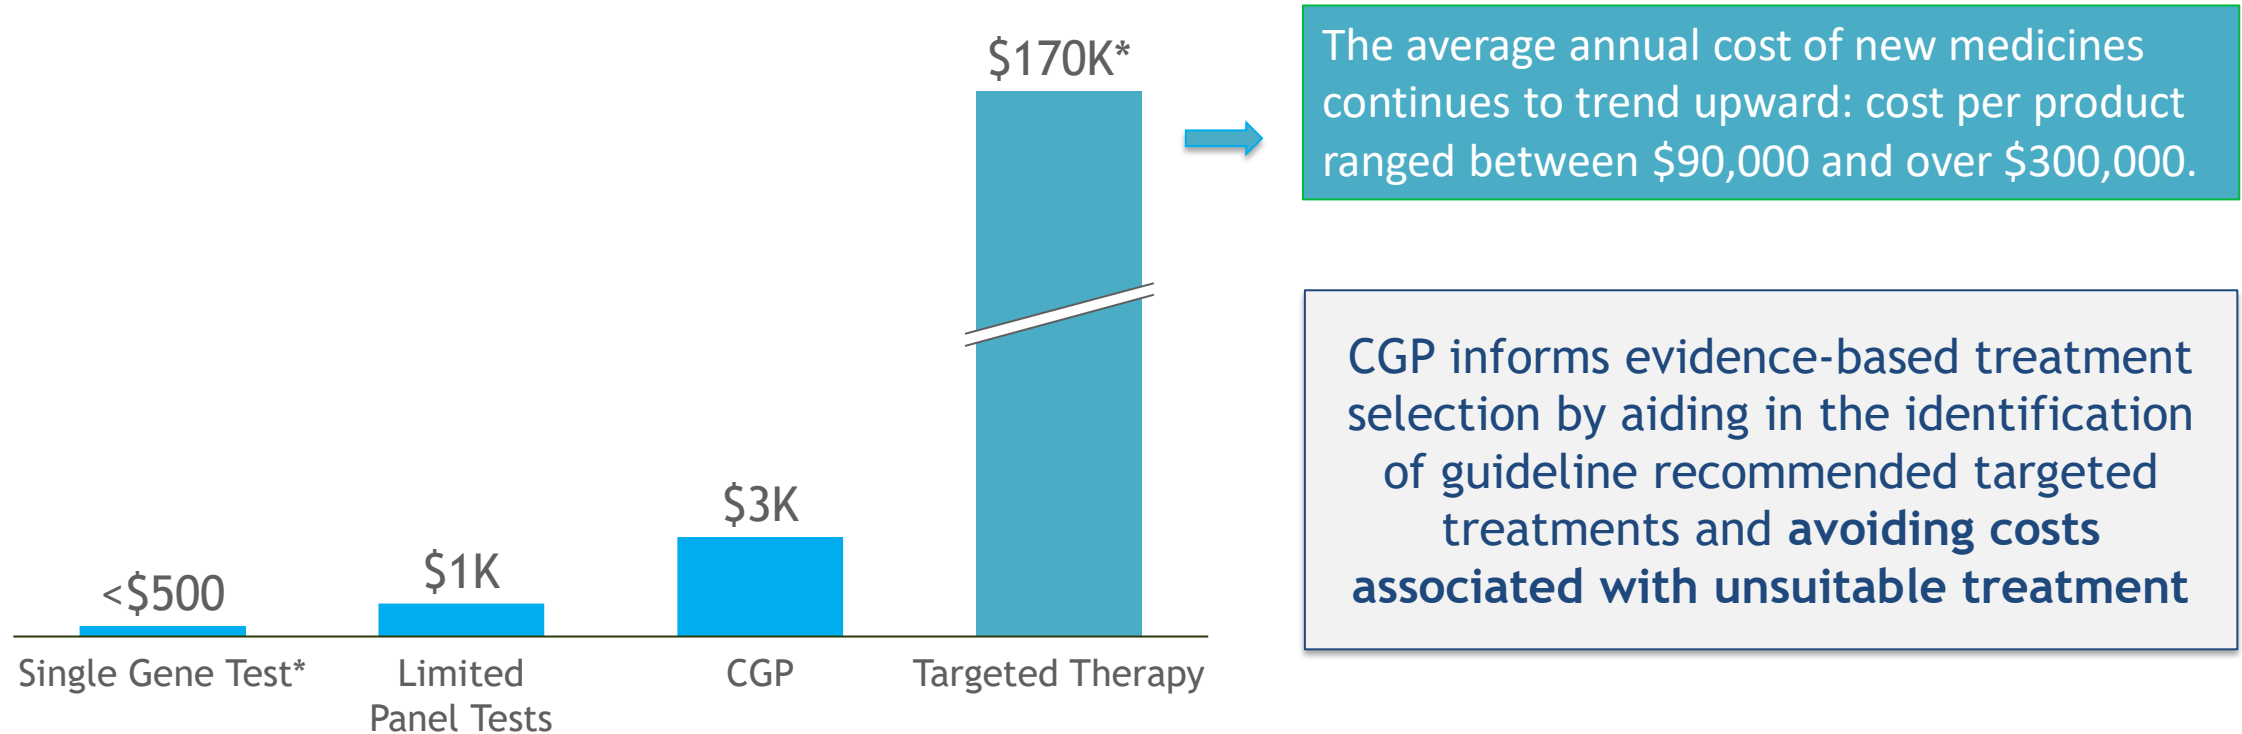 $170K*
The average annual cost of new medicines
continues to trend upward: cost per product
ranged between $90,000 and over $300,000.
CGP informs evidence-based treatment
selection by aiding in the identification
of guideline recommended targeted
treatments and avoiding costs
associated with unsuitable treatment
$3K
$1K
<$500
Single Gene Test*
Limited
Panel Tests
CGP
Targeted Therapy